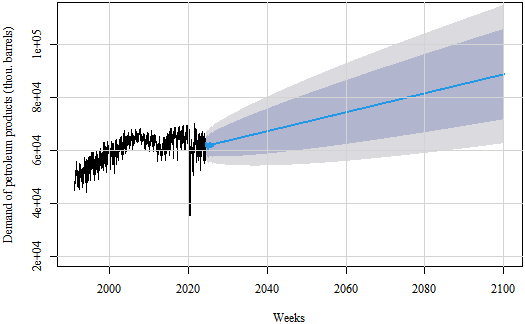 Demand of petroleum products (thou. barrels)
1e+05
8e+04
6e+04
4e+04
2e+04
2000 2020 2040 2060 2080 2100
Weeks